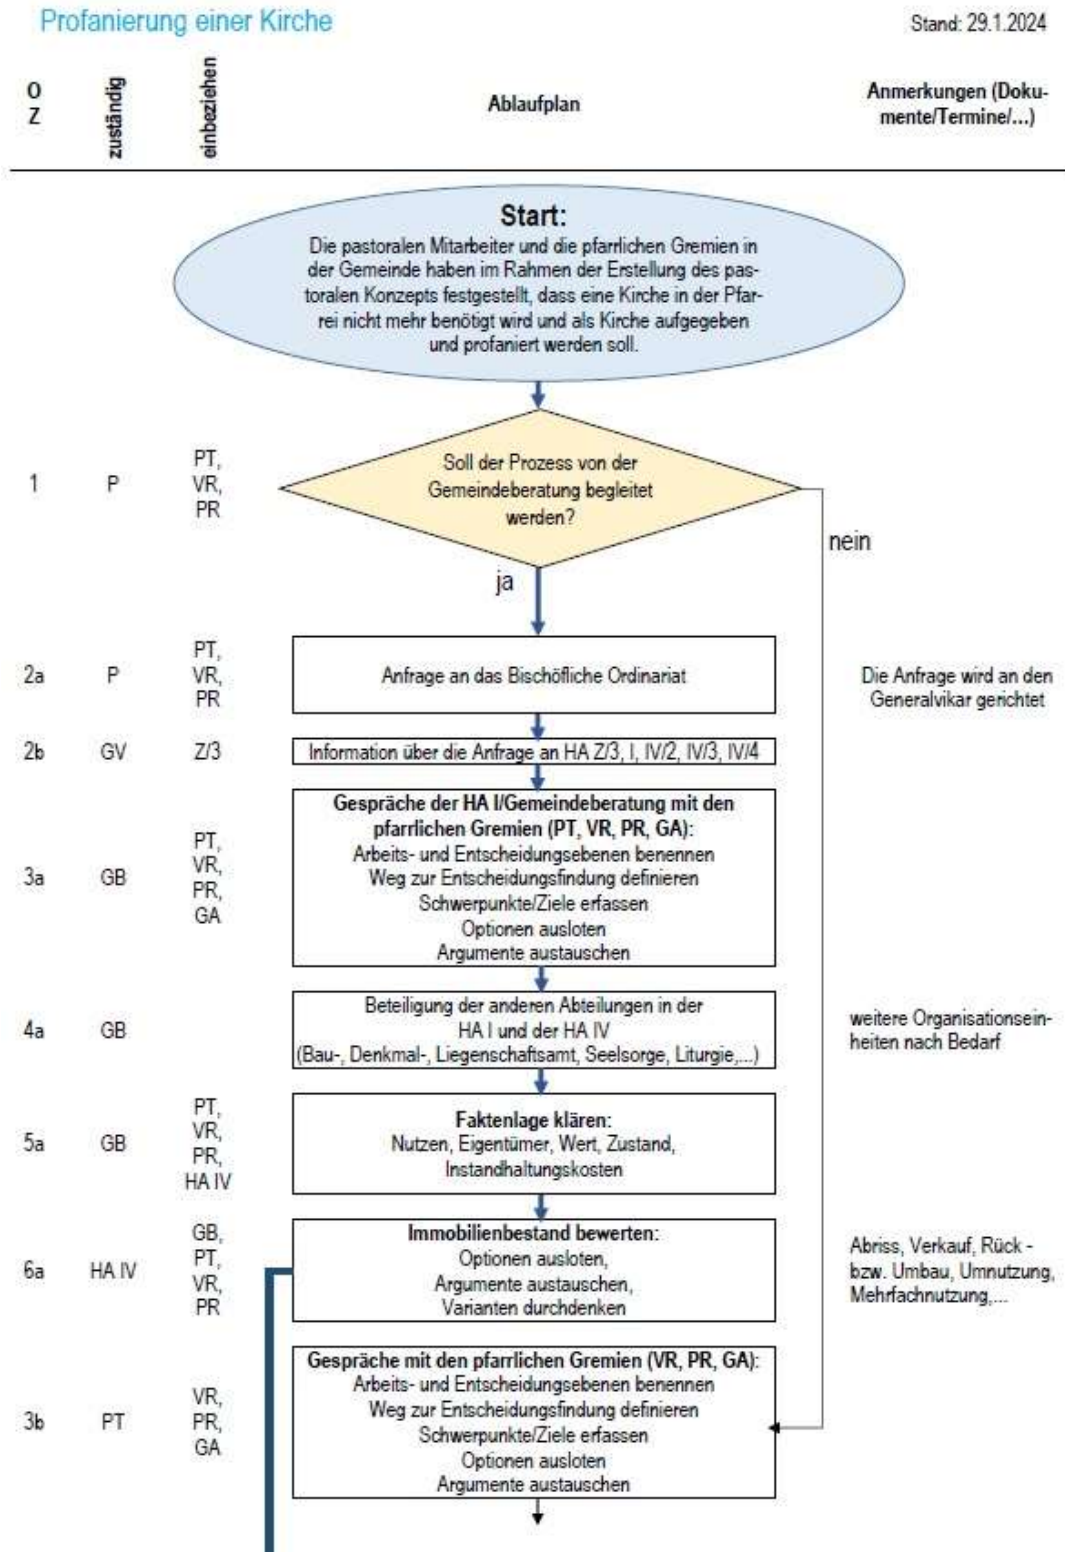 Profanierung einer Kirche
Stand: 29.1.2024
O
Z
zuständig
einbeziehen
Ablaufplan
Anmerkungen (Doku-
mente/Termine/...)
Start:
Die pastoralen Mitarbeiter und die pfarrlichen Gremien in
der Gemeinde haben im Rahmen der Erstellung des pas-
toralen Konzepts festgestellt, dass eine Kirche in der Pfar-
rei nicht mehr benötigt wird und als Kirche aufgegeben
und profaniert werden soll.
1
P
PT,
VR,
PR
Soll der Prozess von der
Gemeindeberatung begleitet
werden?
nein
ja
2a
P
PT,
VR,
PR
Anfrage an das Bischöfliche Ordinariat
Die Anfrage wird an den
Generalvikar gerichtet
2b
GV
Z/3
Information über die Anfrage an HA Z/3, I, IV/2, IV/3, IV/4
3a
GB
PT,
VR,
PR,
GA
Gespräche der HA I/Gemeindeberatung mit den
pfarrlichen Gremien (PT, VR, PR, GA):
Arbeits- und Entscheidungsebenen benennen
Weg zur Entscheidungsfindung definieren
Schwerpunkte/Ziele erfassen
Optionen ausloten
Argumente austauschen
4a
GB
Beteiligung der anderen Abteilungen in der
HA I und der HA IV
(Bau-, Denkmal-, Liegenschaftsamt, Seelsorge, Liturgie,...)
weitere Organisationsein-
heiten nach Bedarf
5a
GB
PT,
VR,
PR,
HA IV
Faktenlage klären:
Nutzen, Eigentümer, Wert, Zustand,
Instandhaltungskosten
6a
HA IV
GB,
PT,
VR,
PR
Immobilienbestand bewerten:
Optionen ausloten,
Argumente austauschen,
Varianten durchdenken
Abriss, Verkauf, Rück -
bzw. Umbau, Umnutzung,
Mehrfachnutzung,...
3b
PT
VR,
PR,
GA
Gespräche mit den pfarrlichen Gremien (VR, PR, GA):
Arbeits- und Entscheidungsebenen benennen
Weg zur Entscheidungsfindung definieren
Schwerpunkte/Ziele erfassen
Optionen ausloten
Argumente austauschen